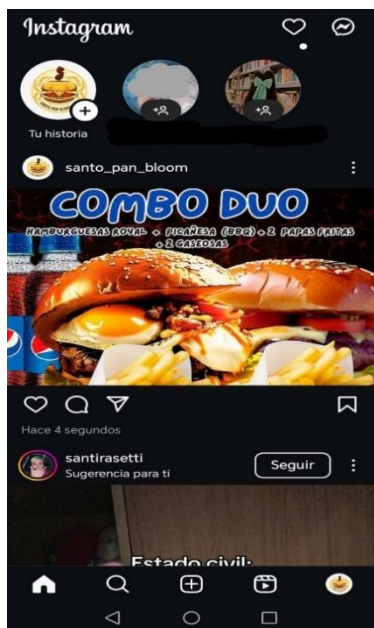 Instagram
Tu historia
santo_pan_bloom
COMBO DUO
HAMBURGUESAS ROYAL + PICAÑESA (BBQ) + 2 PAPAS FRITAS
+ 2 GASEOSAS
Hace 4 segundos
santirasetti
Sugerencia para ti
Seguir
Estado civil: